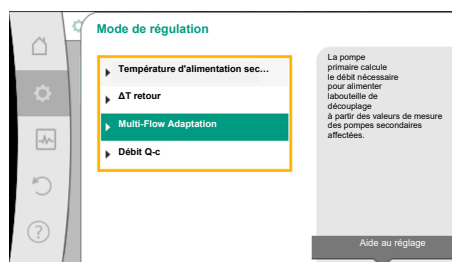 Mode de régulation
Température d'alimentation sec...
ΔT retour
Multi-Flow Adaptation
Débit Q-c
La pompe
primaire calcule
le débit nécessaire
pour alimenter
labouteille de
découplage
à partir des valeurs de mesure
des pompes secondaires
affectées.
Aide au réglage